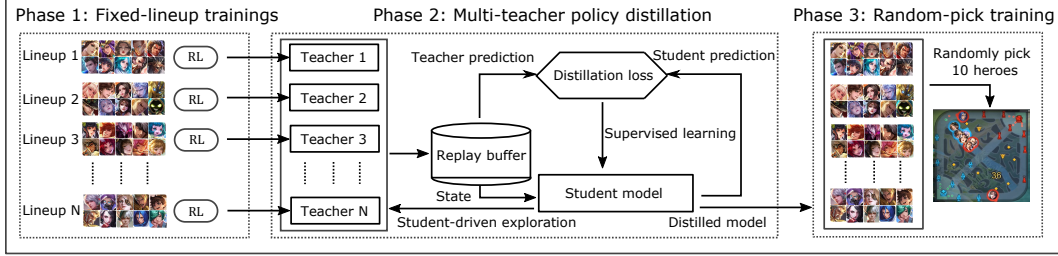 Phase 1: Fixed-lineup trainings
Phase 2: Multi-teacher policy distillation
Phase 3: Random-pick training
Lineup 1
RL
Teacher 1
Lineup 2
RL
Teacher 2
Lineup 3
RL
Teacher 3
Lineup N
RL
Teacher N
Teacher prediction
Student prediction
Distillation loss
Supervised learning
Replay buffer
State
Student model
Student-driven exploration
Distilled model
Randomly pick
10 heroes